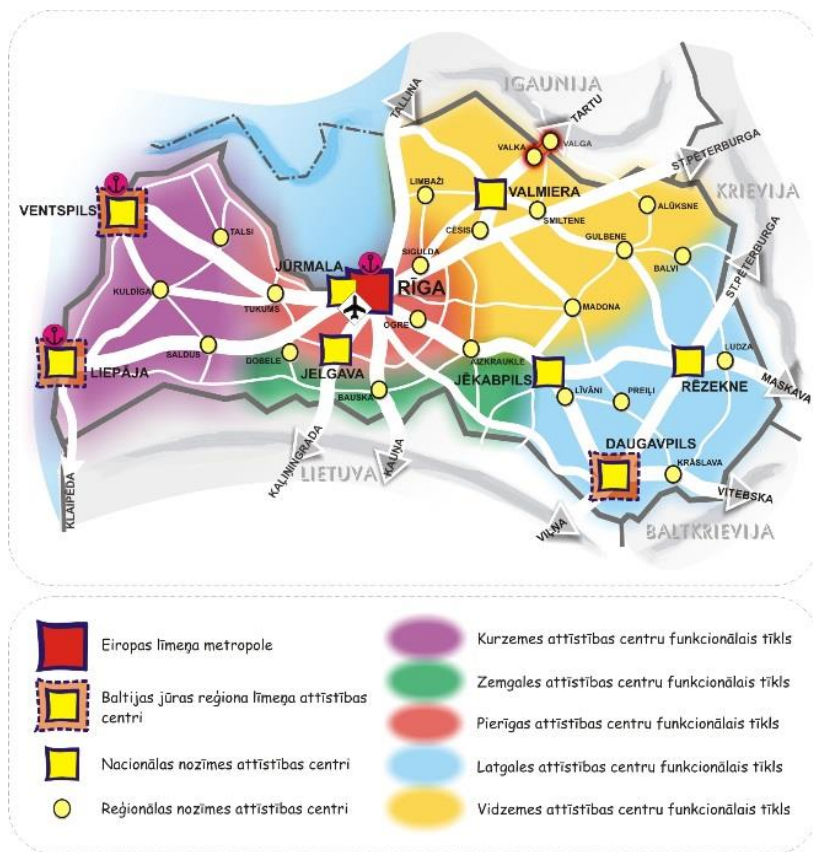 IGAUNIJA
TALLINA
TARTU
VALKA
VALGA
ST.PĒTERBURGA
KRIEVIJA
LIMBAŽI
VALMIERA
ALŪKSNE
VENTSPILS
CĒSIS
SMILTENE
TALSI
SIGULDA
GULBENE
BALVI
ST.PĒTERBURGA
JŪRMALA
RĪGA
KULDĪGA
TUKUMS
OGRE
MADONA
SALDUS
DOBELE
AIZKRAUKLE
LUDZA
LIEPĀJA
JELGAVA
JĒKABPILS
RĒZEKNE
MASKAVA
BAUSKA
LĪVĀNI
PREIĻI
DAUGAVPILS
KALININGRADA
LIETUVA
KAUŅA
KRĀSLAVA
KLAIPĒDA
VITEBSKA
VIĻŅA
BALTKRIEVIJA
Eiropas līmeņa metropole
Baltijas jūras reģiona līmeņa attīstības
centri
Nacionālas nozīmes attīstības centri
Reģionālas nozīmes attīstības centri
Kurzemes attīstības centru funkcionālais tīkls
Zemgales attīstības centru funkcionālais tīkls
Pierīgas attīstības centru funkcionālais tīkls
Latgales attīstības centru funkcionālais tīkls
Vidzemes attīstības centru funkcionālais tīkls